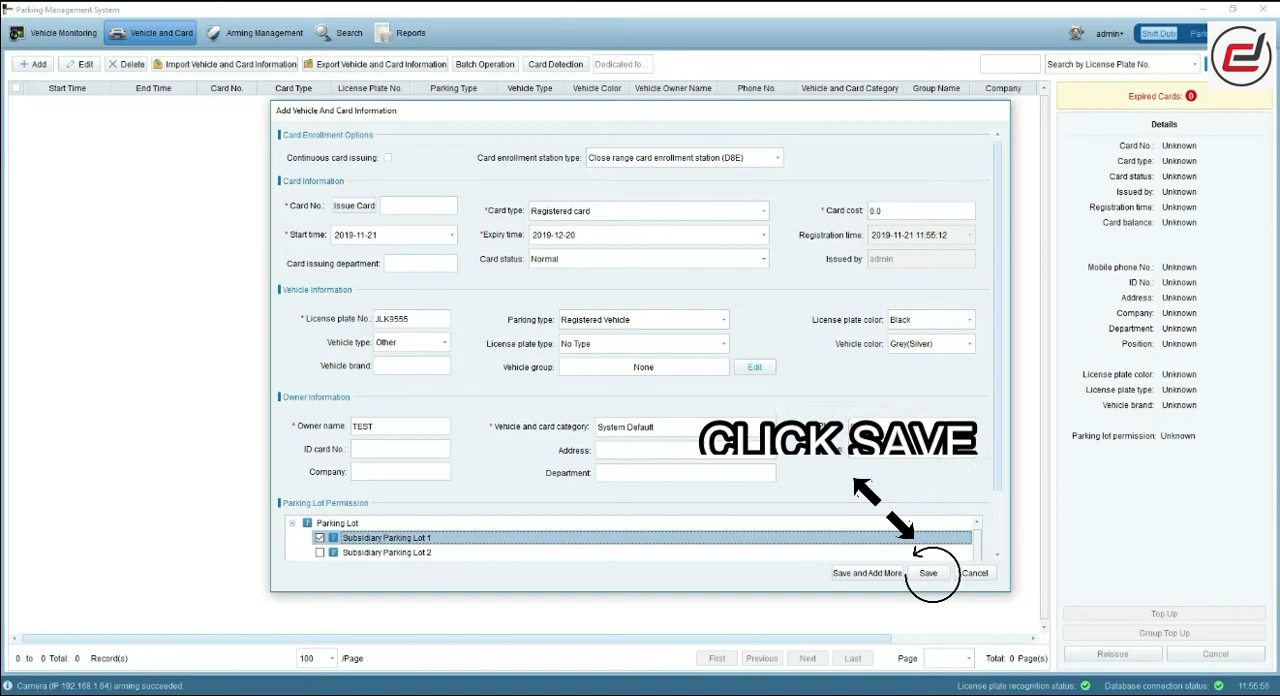 Parking Management System
Vehicle Monitoring Vehicle and Card Arming Management Search Reports admin Shift Duty
Add Edit Delete Import Vehicle and Card Information Export Vehicle and Card Information Batch Operation Card Detection Dedicated fo... Search by License Plate No.
Start Time End Time Card No. Card Type License Plate No. Parking Type Vehicle Type Vehicle Color Vehicle Owner Name Phone No. Vehicle and Card Category Group Name Company
Expired Cards: 0
Add Vehicle And Card Information
Card Enrollment Options
Continuous card issuing: Card enrollment station type: Close range card enrollment station (D8E)
Card Information
* Card No.: Issue Card *Card type: Registered card * Card cost: 0.0
* Start time: 2019-11-21 *Expiry time: 2019-12-20 Registration time: 2019-11-21 11:55:12
Card issuing department: Card status: Normal Issued by: admin
Vehicle Information
* License plate No.: JLK9555 Parking type: Registered Vehicle License plate color: Black
Vehicle type: Other License plate type: No Type Vehicle color: Grey(Silver)
Vehicle brand: Vehicle group: None Edit
Owner Information
* Owner name: TEST * Vehicle and card category: System Default
ID card No.: Address:
Company: Department:
CLICK SAVE
Parking Lot Permission
Parking Lot
Subsidiary Parking Lot 1
Subsidiary Parking Lot 2
Save and Add More Save Cancel
Details
Card No.: Unknown
Card type: Unknown
Card status: Unknown
Issued by: Unknown
Registration time: Unknown
Card balance: Unknown
Mobile phone No.: Unknown
ID No.: Unknown
Address: Unknown
Company: Unknown
Department: Unknown
Position: Unknown
License plate color: Unknown
License plate type: Unknown
Vehicle brand: Unknown
Parking lot permission: Unknown
Top Up
Group Top Up
Reissue Cancel
0 to 0 Total: 0 Record(s) 100 /Page First Previous Next Last Page Total: 0 Page(s)
Camera (IP 192.168.1.64) arming succeeded. License plate recognition status: Database connection status: 11:55:56